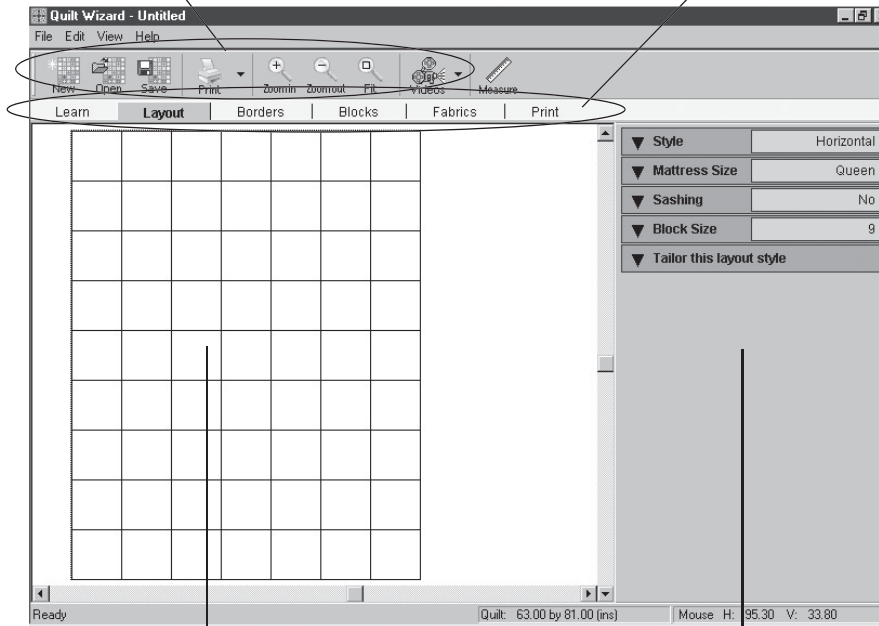 Quilt Wizard - Untitled
File Edit View Help
New Open Save Print Zoomin Zoomout Fit Videos Measure
Learn Layout Borders Blocks Fabrics Print
Style Horizontal
Mattress Size Queen
Sashing No
Block Size 9
Tailor this layout style
Ready Quilt: 63.00 by 81.00 (ins) Mouse H: 95.30 V: 33.80